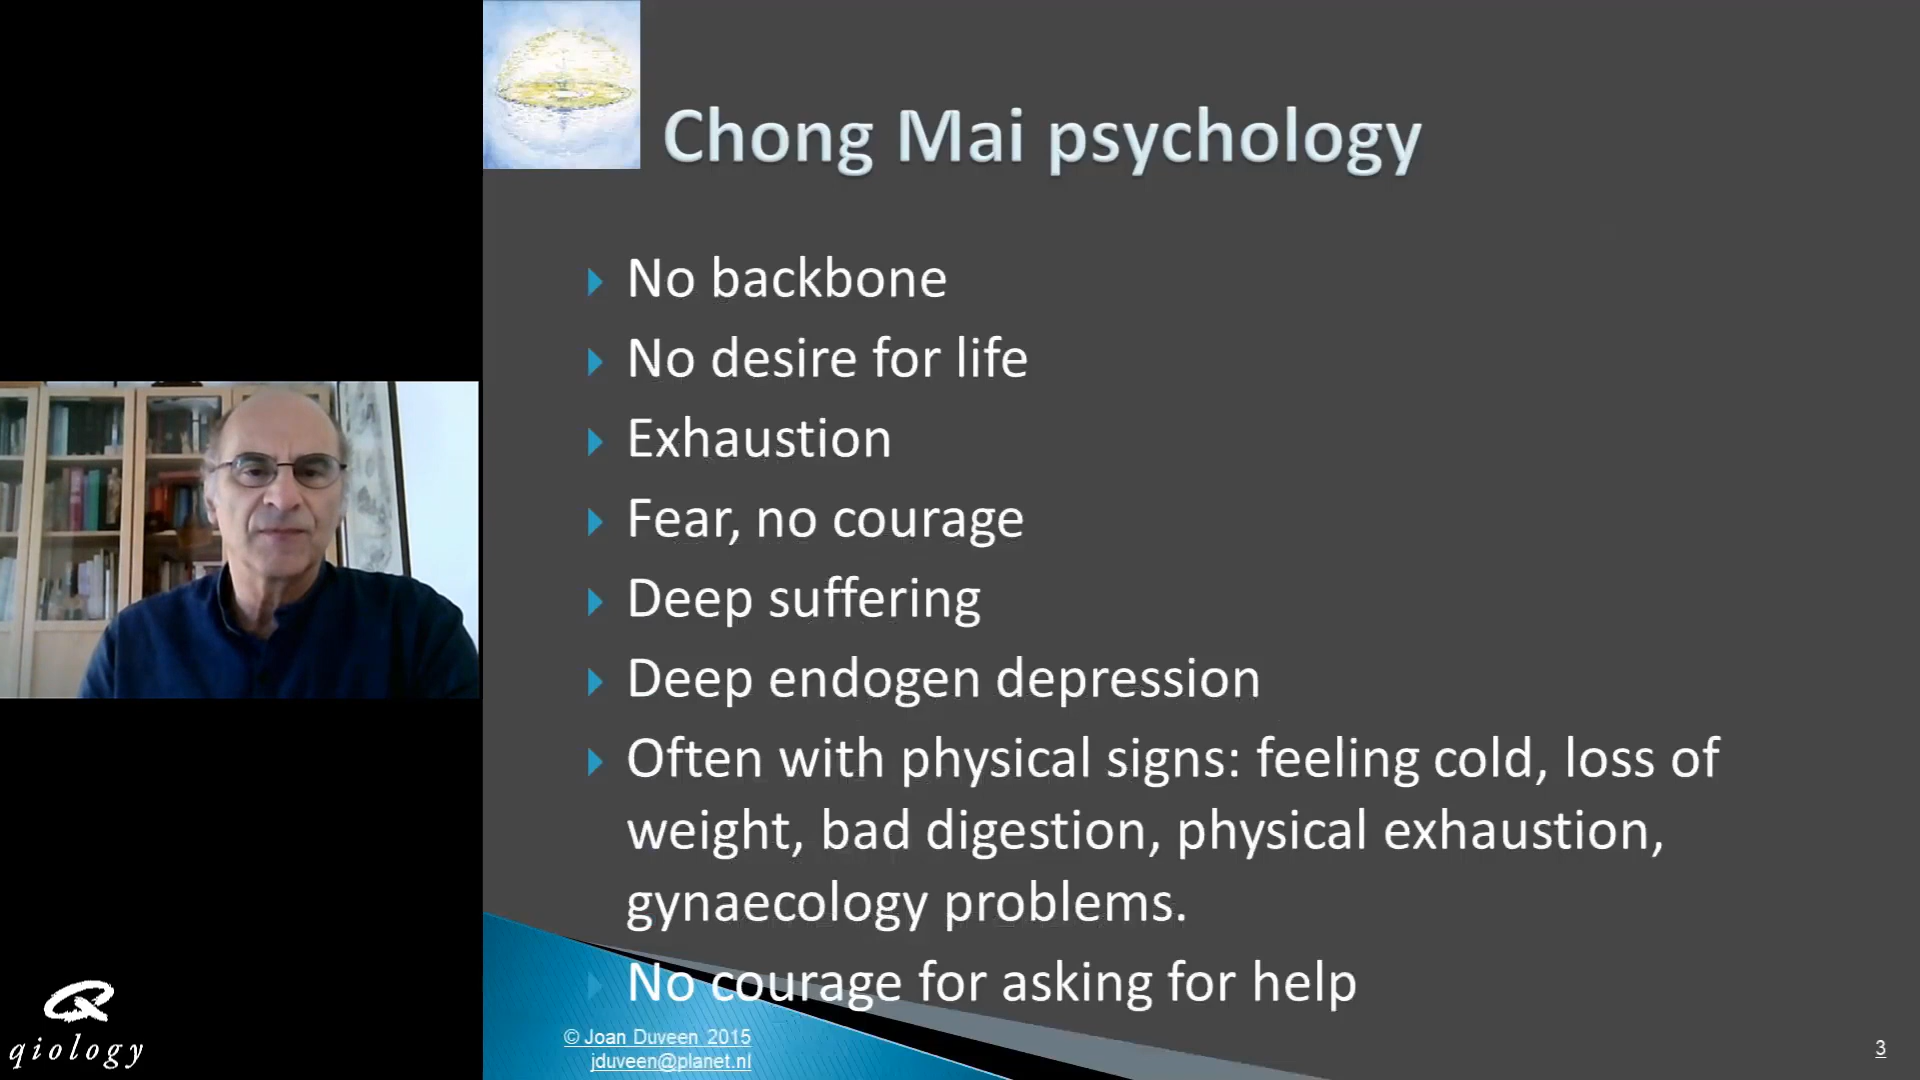 Chong Mai psychology
No backbone
No desire for life
Exhaustion
Fear, no courage
Deep suffering
Deep endogen depression
Often with physical signs: feeling cold, loss of
weight, bad digestion, physical exhaustion,
gynaecology problems.
No courage for asking for help
© Joan Duveen 2015
jduveen@planet.nl
3
qiology